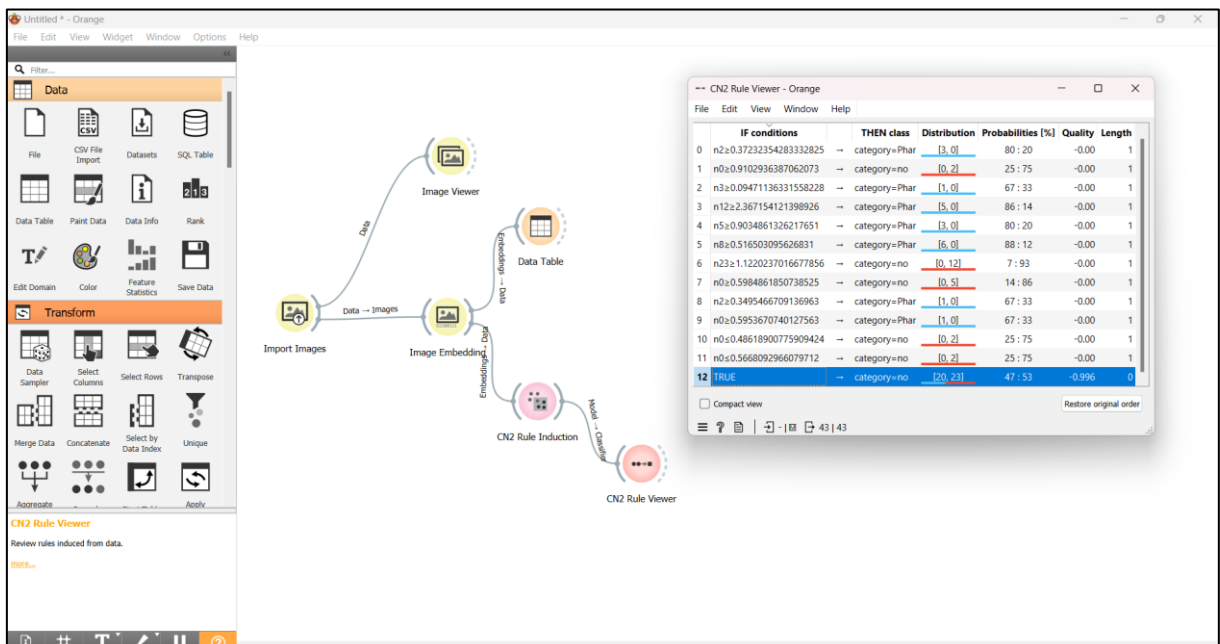 Untitled * - Orange
File Edit View Widget Window Options Help
Filter...
Data
File
CSV File Import
Datasets
SQL Table
Data Table
Paint Data
Data Info
Rank
Edit Domain
Color
Feature Statistics
Save Data
Transform
Data Sampler
Select Columns
Select Rows
Transpose
Merge Data
Concatenate
Select by Data Index
Unique
Aggregate
Apply
CN2 Rule Viewer
Review rules induced from data.
more...
Image Viewer
Data
Data Table
Embeddings → Data
Data → Images
Import Images
Image Embedding
Embeddings → Data
CN2 Rule Induction
Model → Classifier
CN2 Rule Viewer
CN2 Rule Viewer - Orange
File Edit View Window Help
IF conditions THEN class Distribution Probabilities [%] Quality Length
0 n2≥0.37232354283332825 → category=Phar [3, 0] 80 : 20 -0.00 1
1 n0≥0.9102936387062073 → category=no [0, 2] 25 : 75 -0.00 1
2 n3≥0.09471136331558228 → category=Phar [1, 0] 67 : 33 -0.00 1
3 n12≥2.367154121398926 → category=Phar [5, 0] 86 : 14 -0.00 1
4 n5≥0.9034861326217651 → category=Phar [3, 0] 80 : 20 -0.00 1
5 n8≥0.516503095626831 → category=Phar [6, 0] 88 : 12 -0.00 1
6 n23≥1.1220237016677856 → category=no [0, 12] 7 : 93 -0.00 1
7 n0≥0.5984861850738525 → category=no [0, 5] 14 : 86 -0.00 1
8 n2≥0.3495466709136963 → category=Phar [1, 0] 67 : 33 -0.00 1
9 n0≥0.5953670740127563 → category=Phar [1, 0] 67 : 33 -0.00 1
10 n0≤0.48618900775909424 → category=no [0, 2] 25 : 75 -0.00 1
11 n0≤0.5668092966079712 → category=no [0, 2] 25 : 75 -0.00 1
12 TRUE → category=no [20, 23] 47 : 53 -0.996 0
Compact view
Restore original order
- | 43 | 43